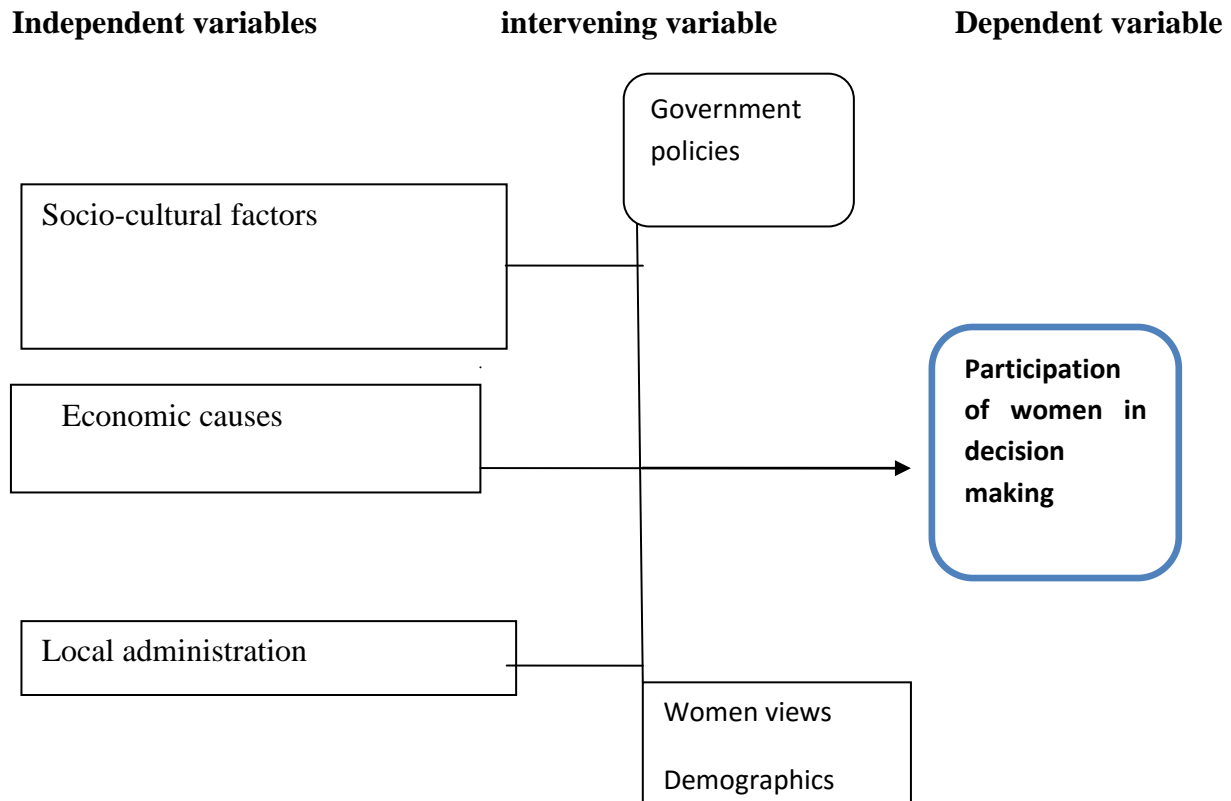 Independent variables intervening variable Dependent variable
Government
policies
Socio-cultural factors
Economic causes
Participation
of women in
decision
making
Local administration
Women views
Demographics